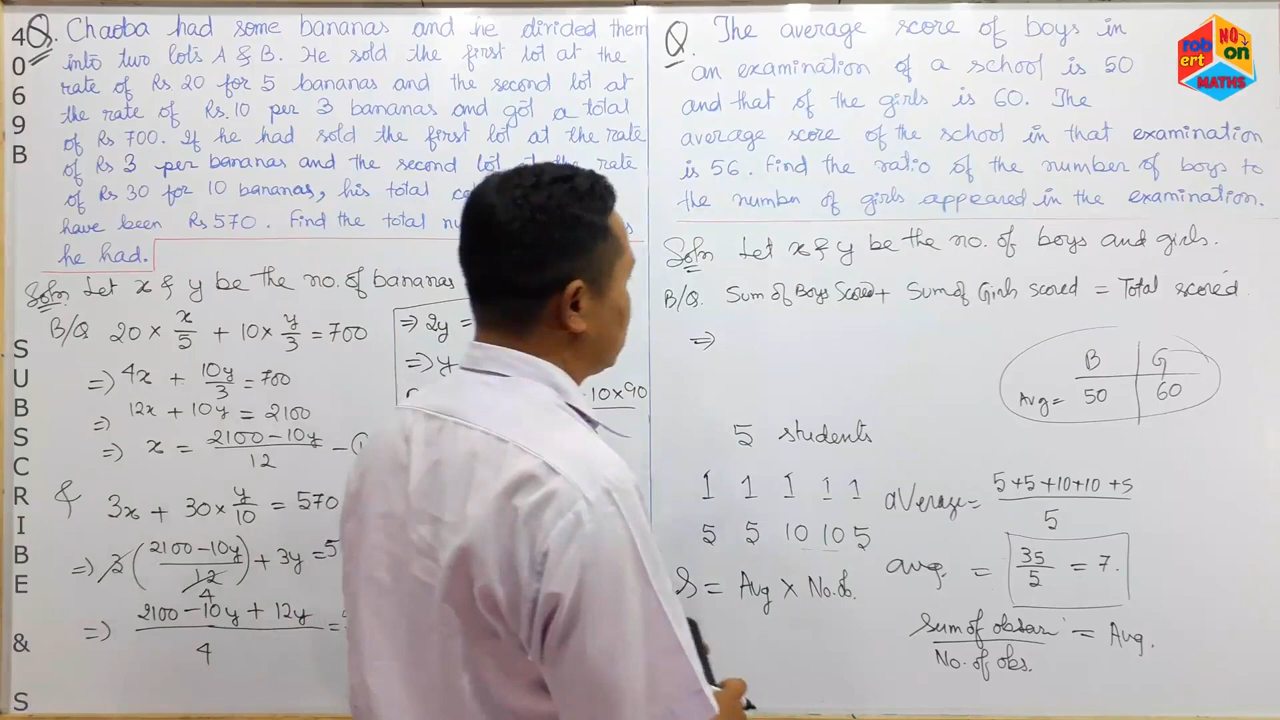 4
0
6
9
B
S
U
B
S
C
R
I
B
E
&
S
Q. Chaoba had some bananas and he divided them
into two lots A & B. He sold the first lot at the
rate of Rs 20 for 5 bananas and the second lot at
the rate of Rs. 10 per 3 bananas and got a total
of Rs 700. If he had sold the first lot at the rate
of Rs 3 per bananas and the second lot at the rate
of Rs 30 for 10 bananas, his total
have been Rs 570. Find the total
he had.
Soln Let x & y be the no. of bananas
B/Q 20 × x/5 + 10 × y/3 = 700
=> 4x + 10y/3 = 700
=> 12x + 10y = 2100
=> x = 2100 - 10y / 12 - ①
& 3x + 30 × y/10 = 570
=> 3(2100 - 10y / 12) + 3y = 5
4
=> 2100 - 10y + 12y / 4 =
=> 2y =
=> y
10×90
Q. The average score of boys in
an examination of a school is 50
and that of the girls is 60. The
average score of the school in that examination
is 56. Find the ratio of the number of boys to
the number of girls appeared in the examination.
Soln Let x & y be the no. of boys and girls.
B/Q. Sum of Boys Scored + Sum of Girls scored = Total scored
=>
B G
Avg = 50 60
5 students
1 1 1 1 1
5 5 10 10 5
average = 5+5+10+10+5 / 5
avg. = 35/5 = 7.
S = Avg × No. of.
Sum of obser / No. of obs. = Avg.
rob
ert
NO
on
MATHS